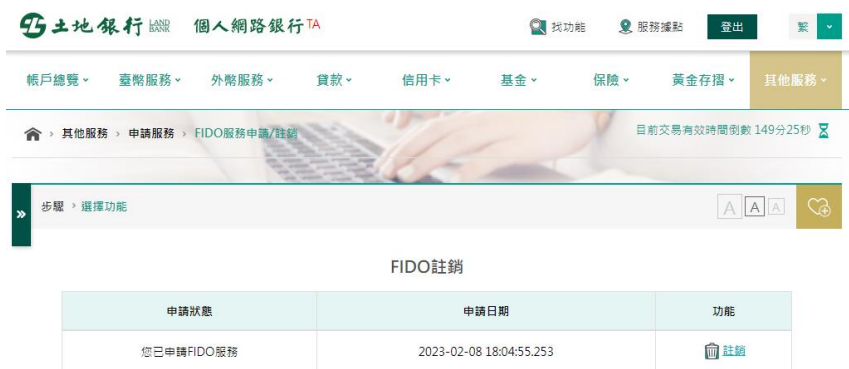 土地銀行 LAND BANK 個人網路銀行TA 找功能 服務據點 登出 繁
帳戶總覽 臺幣服務 外幣服務 貸款 信用卡 基金 保險 黃金存摺 其他服務
› 其他服務 › 申請服務 › FIDO服務申請/註銷 目前交易有效時間倒數 149分25秒
» 步驟 › 選擇功能 A A A
FIDO註銷
申請狀態 申請日期 功能
您已申請FIDO服務 2023-02-08 18:04:55.253 註銷